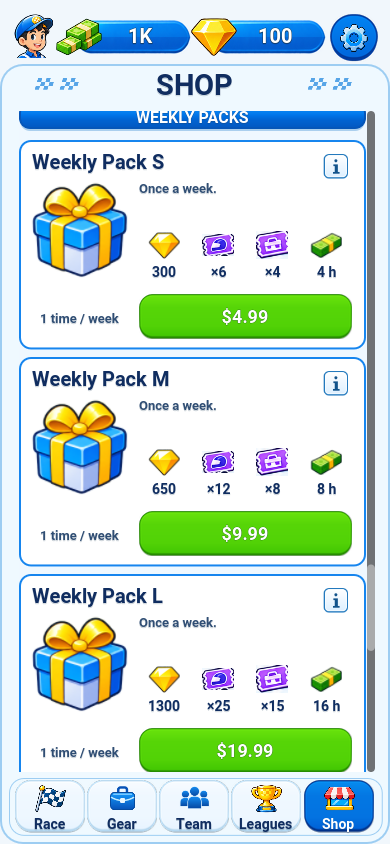 1K
100
SHOP
WEEKLY PACKS
Weekly Pack S
i
Once a week.
300
×6
×4
4 h
1 time / week
$4.99
Weekly Pack M
i
Once a week.
650
×12
×8
8 h
1 time / week
$9.99
Weekly Pack L
i
Once a week.
1300
×25
×15
16 h
1 time / week
$19.99
Race
Gear
Team
Leagues
Shop